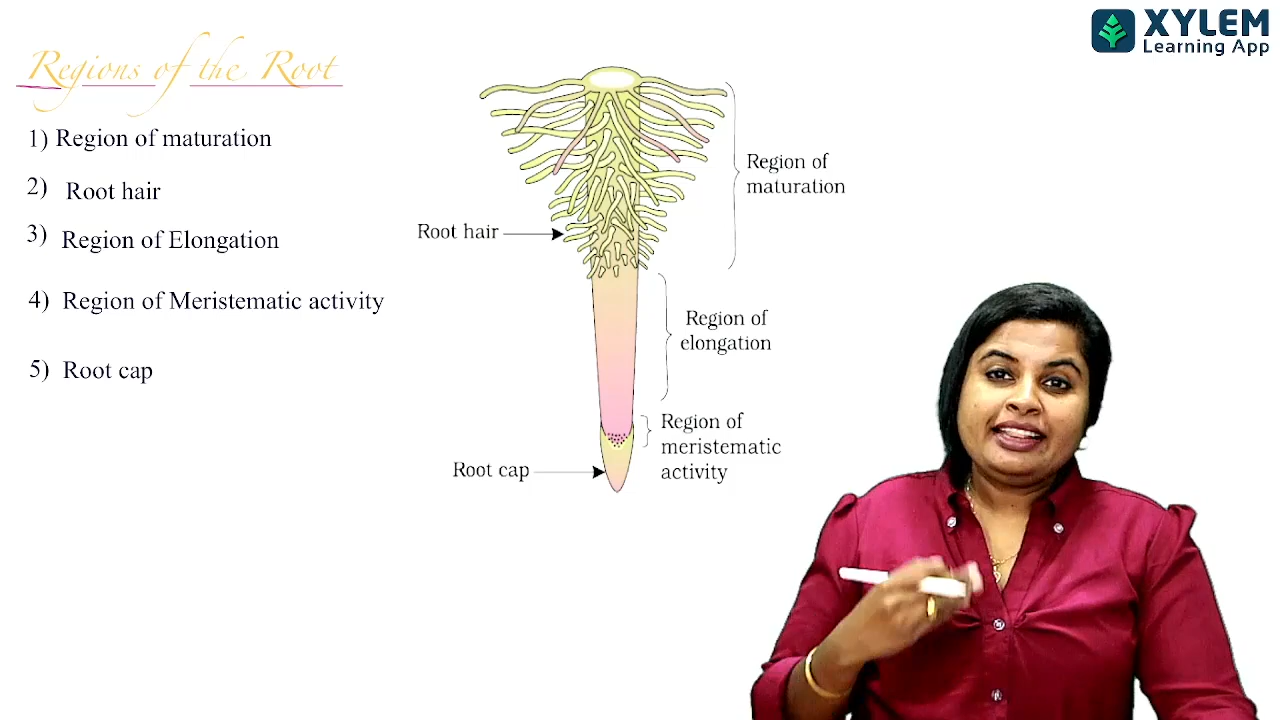 XYLEM
Learning App
Regions of the Root
1) Region of maturation
2) Root hair
3) Region of Elongation
4) Region of Meristematic activity
5) Root cap
Region of
maturation
Root hair
Region of
elongation
Region of
meristematic
activity
Root cap